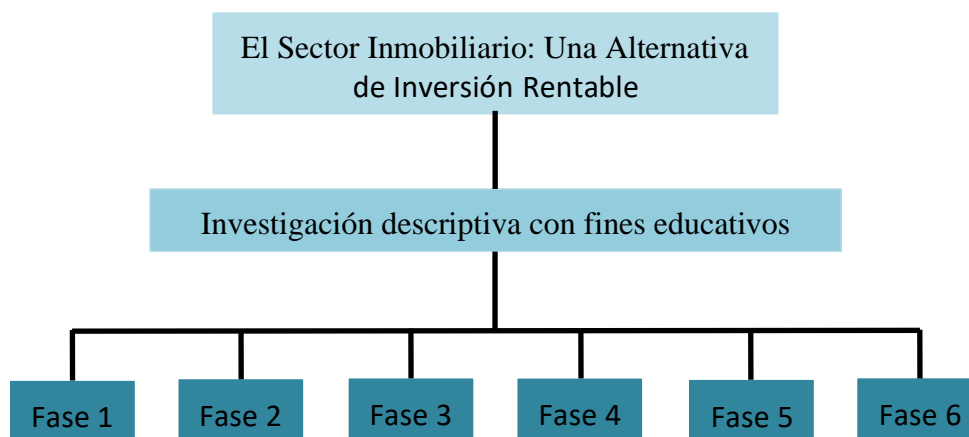 El Sector Inmobiliario: Una Alternativa
de Inversión Rentable
Investigación descriptiva con fines educativos
Fase 1
Fase 2
Fase 3
Fase 4
Fase 5
Fase 6